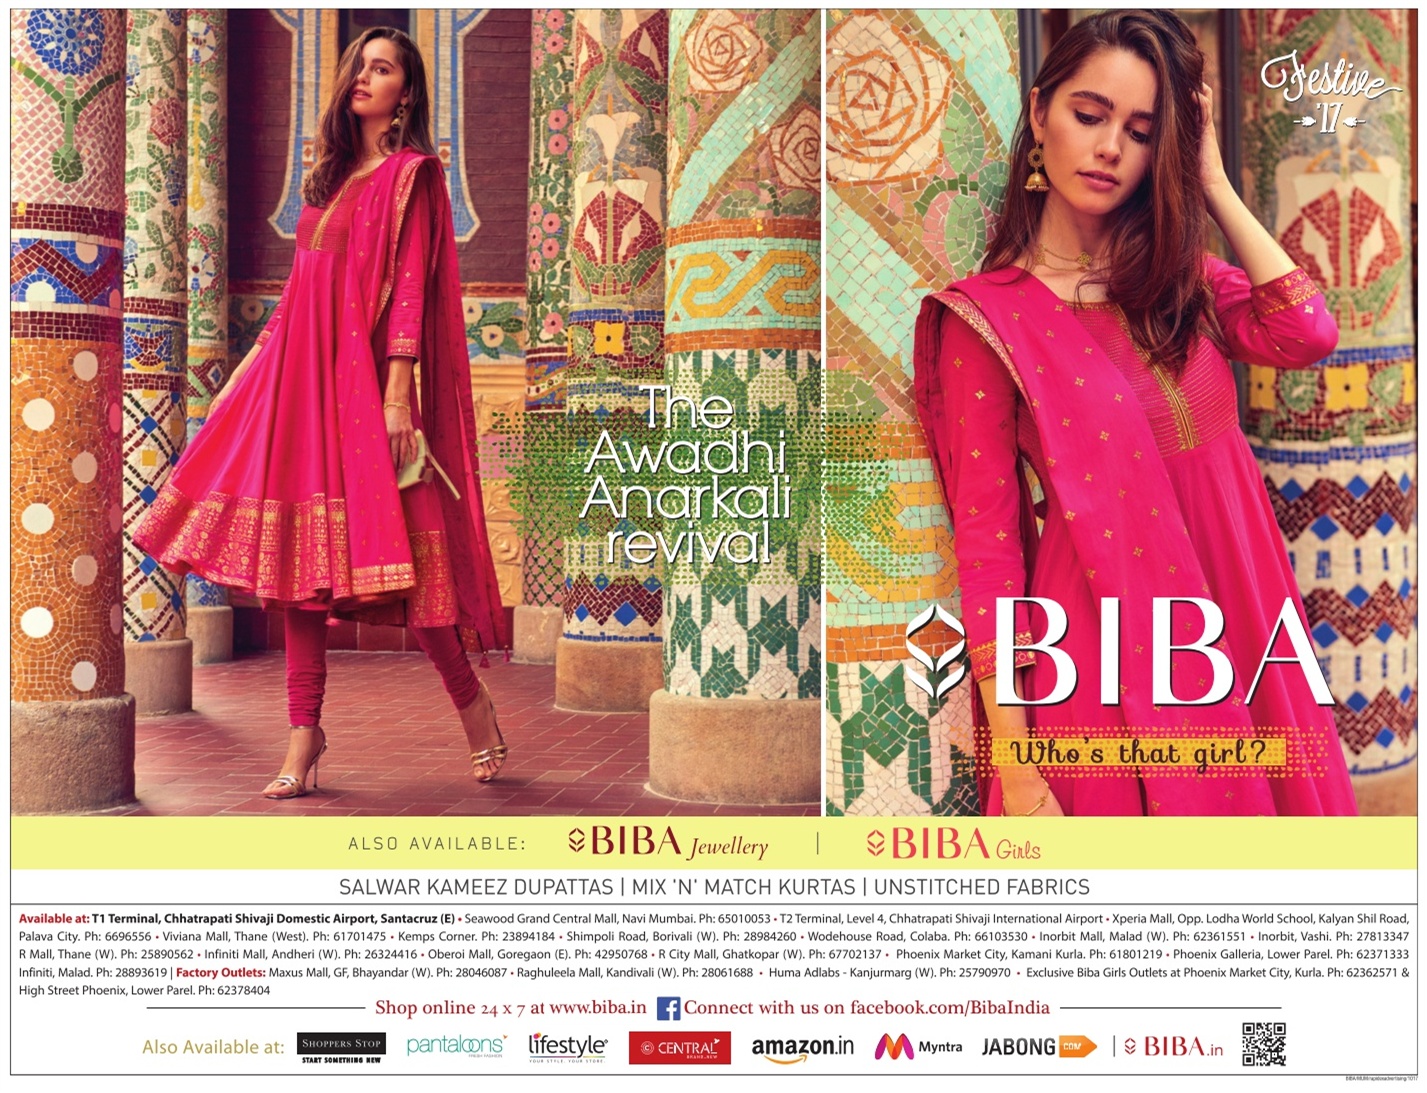 Festive
'17
The
Awadhi
Anarkali
revival
BIBA
Who's that girl?
ALSO AVAILABLE: BIBA Jewellery | BIBA Girls
SALWAR KAMEEZ DUPATTAS | MIX 'N' MATCH KURTAS | UNSTITCHED FABRICS
Available at: T1 Terminal, Chhatrapati Shivaji Domestic Airport, Santacruz (E) • Seawood Grand Central Mall, Navi Mumbai. Ph: 65010053 • T2 Terminal, Level 4, Chhatrapati Shivaji International Airport • Xperia Mall, Opp. Lodha World School, Kalyan Shil Road,
Palava City. Ph: 6696556 • Viviana Mall, Thane (West). Ph: 61701475 • Kemps Corner. Ph: 23894184 • Shimpoli Road, Borivali (W). Ph: 28984260 • Wodehouse Road, Colaba. Ph: 66103530 • Inorbit Mall, Malad (W). Ph: 62361551 • Inorbit, Vashi. Ph: 27813347
R Mall, Thane (W). Ph: 25890562 • Infiniti Mall, Andheri (W). Ph: 26324416 • Oberoi Mall, Goregaon (E). Ph: 42950768 • R City Mall, Ghatkopar (W). Ph: 67702137 • Phoenix Market City, Kamani Kurla. Ph: 61801219 • Phoenix Galleria, Lower Parel. Ph: 62371333
Infiniti, Malad. Ph: 28893619 | Factory Outlets: Maxus Mall, GF, Bhayandar (W). Ph: 28046087 • Raghuleela Mall, Kandivali (W). Ph: 28061688 • Huma Adlabs - Kanjurmarg (W). Ph: 25790970 • Exclusive Biba Girls Outlets at Phoenix Market City, Kurla. Ph: 62362571 &
High Street Phoenix, Lower Parel. Ph: 62378404
Shop online 24 x 7 at www.biba.in f Connect with us on facebook.com/BibaIndia
Also Available at: SHOPPERS STOP pantaloons lifestyle CENTRAL amazon.in Myntra JABONG COM | BIBA.in
START SOMETHING NEW FRESH FASHION YOUR STYLE. YOUR STORE. BRAND.NEW